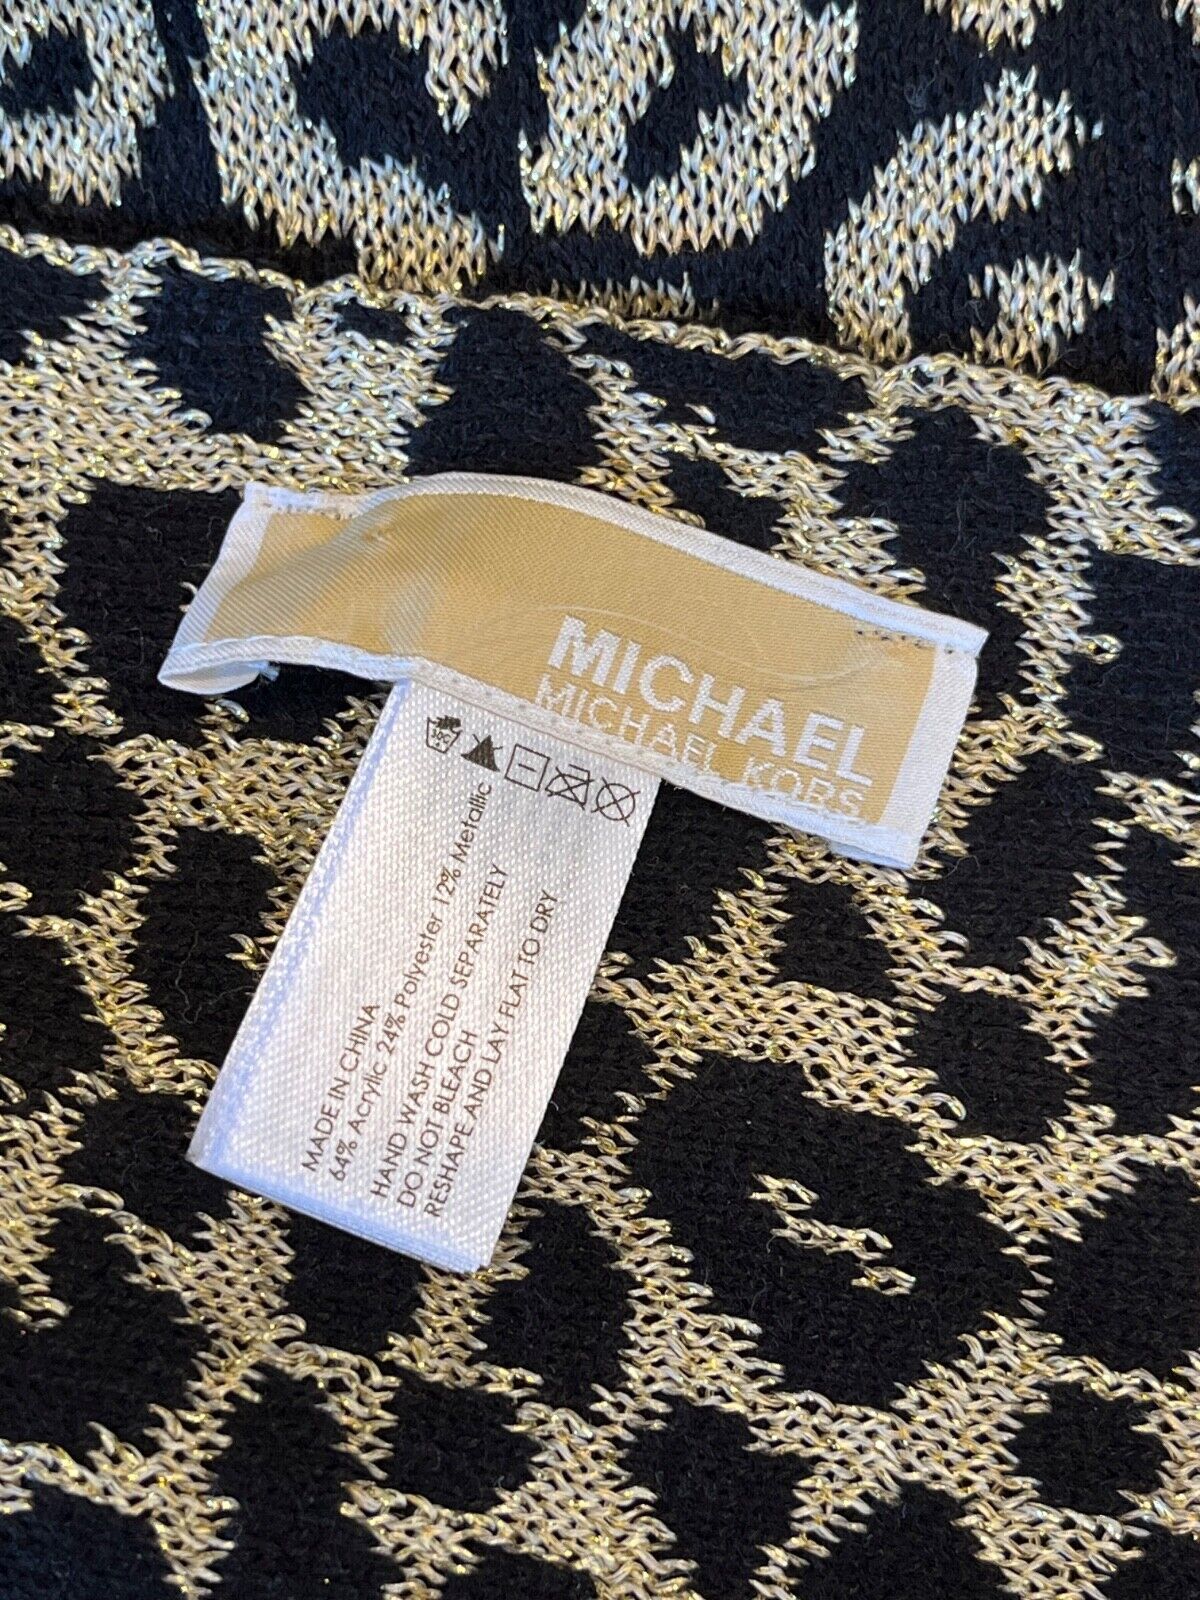 MICHAEL
MICHAEL KORS
MADE IN CHINA
64% Acrylic 24% Polyester 12% Metallic
HAND WASH COLD SEPARATELY
DO NOT BLEACH
RESHAPE AND LAY FLAT TO DRY